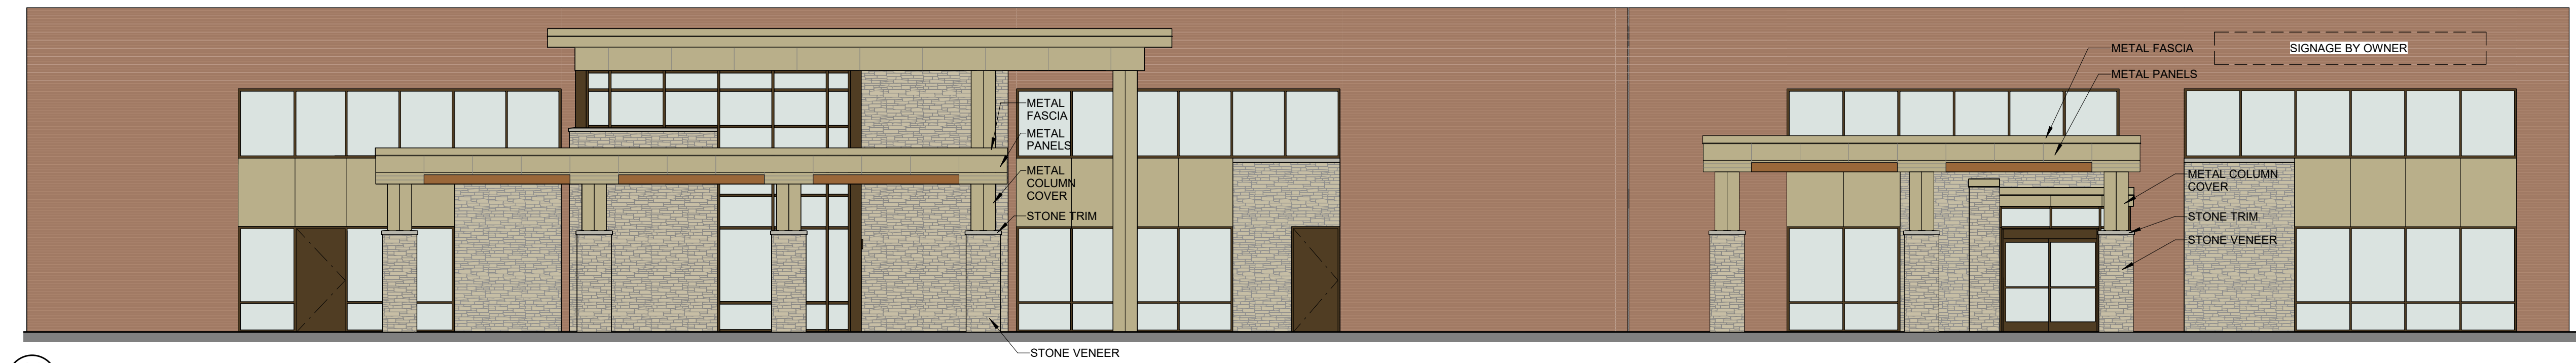 METAL
FASCIA
METAL
PANELS
METAL
COLUMN
COVER
STONE TRIM
STONE VENEER
METAL FASCIA
METAL PANELS
SIGNAGE BY OWNER
METAL COLUMN
COVER
STONE TRIM
STONE VENEER